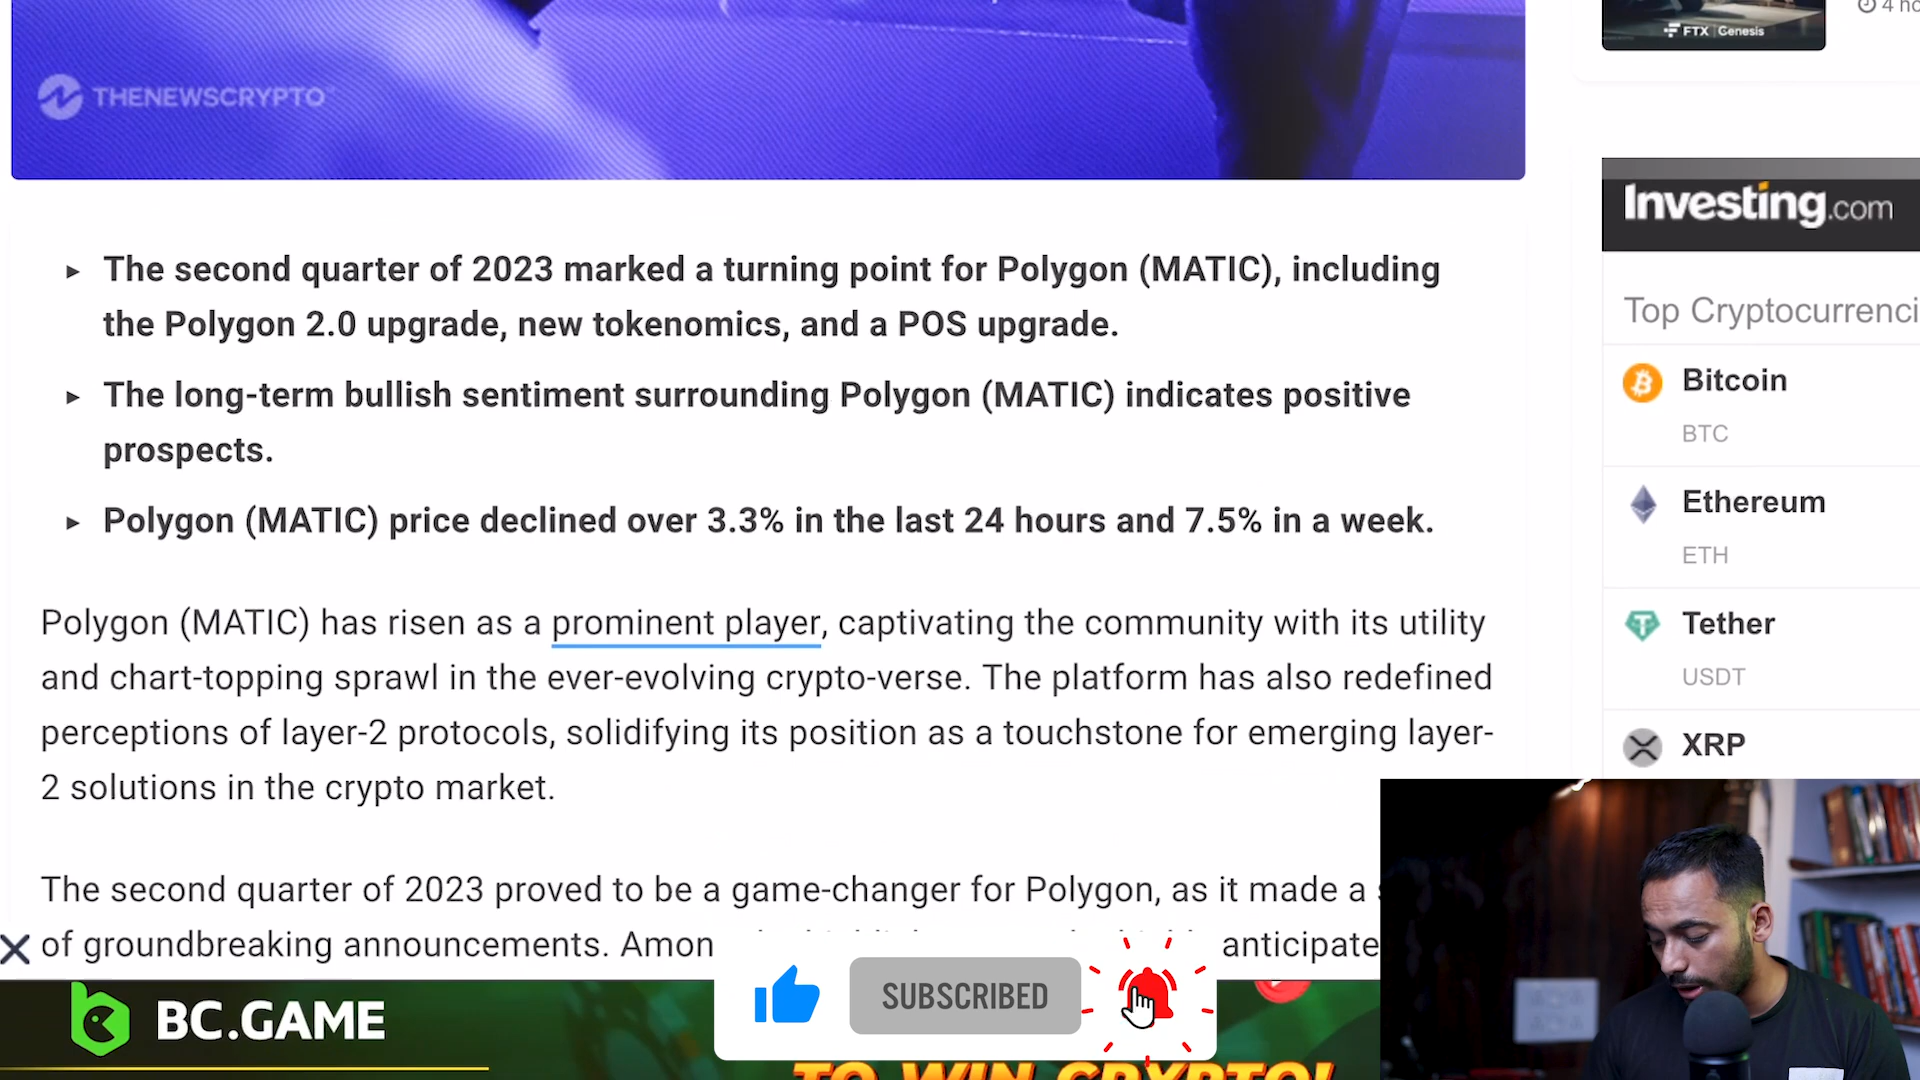 FTX | Genesis
THENEWSCRYPTO
Investing.com
▸ The second quarter of 2023 marked a turning point for Polygon (MATIC), including
the Polygon 2.0 upgrade, new tokenomics, and a POS upgrade.
▸ The long-term bullish sentiment surrounding Polygon (MATIC) indicates positive
prospects.
▸ Polygon (MATIC) price declined over 3.3% in the last 24 hours and 7.5% in a week.
Polygon (MATIC) has risen as a prominent player, captivating the community with its utility
and chart-topping sprawl in the ever-evolving crypto-verse. The platform has also redefined
perceptions of layer-2 protocols, solidifying its position as a touchstone for emerging layer-
2 solutions in the crypto market.
The second quarter of 2023 proved to be a game-changer for Polygon, as it made a
of groundbreaking announcements.
Top
Bitcoin
BTC
Ethereum
ETH
Tether
USDT
XRP
SUBSCRIBED
BC.GAME
TO WIN CRYPTO!